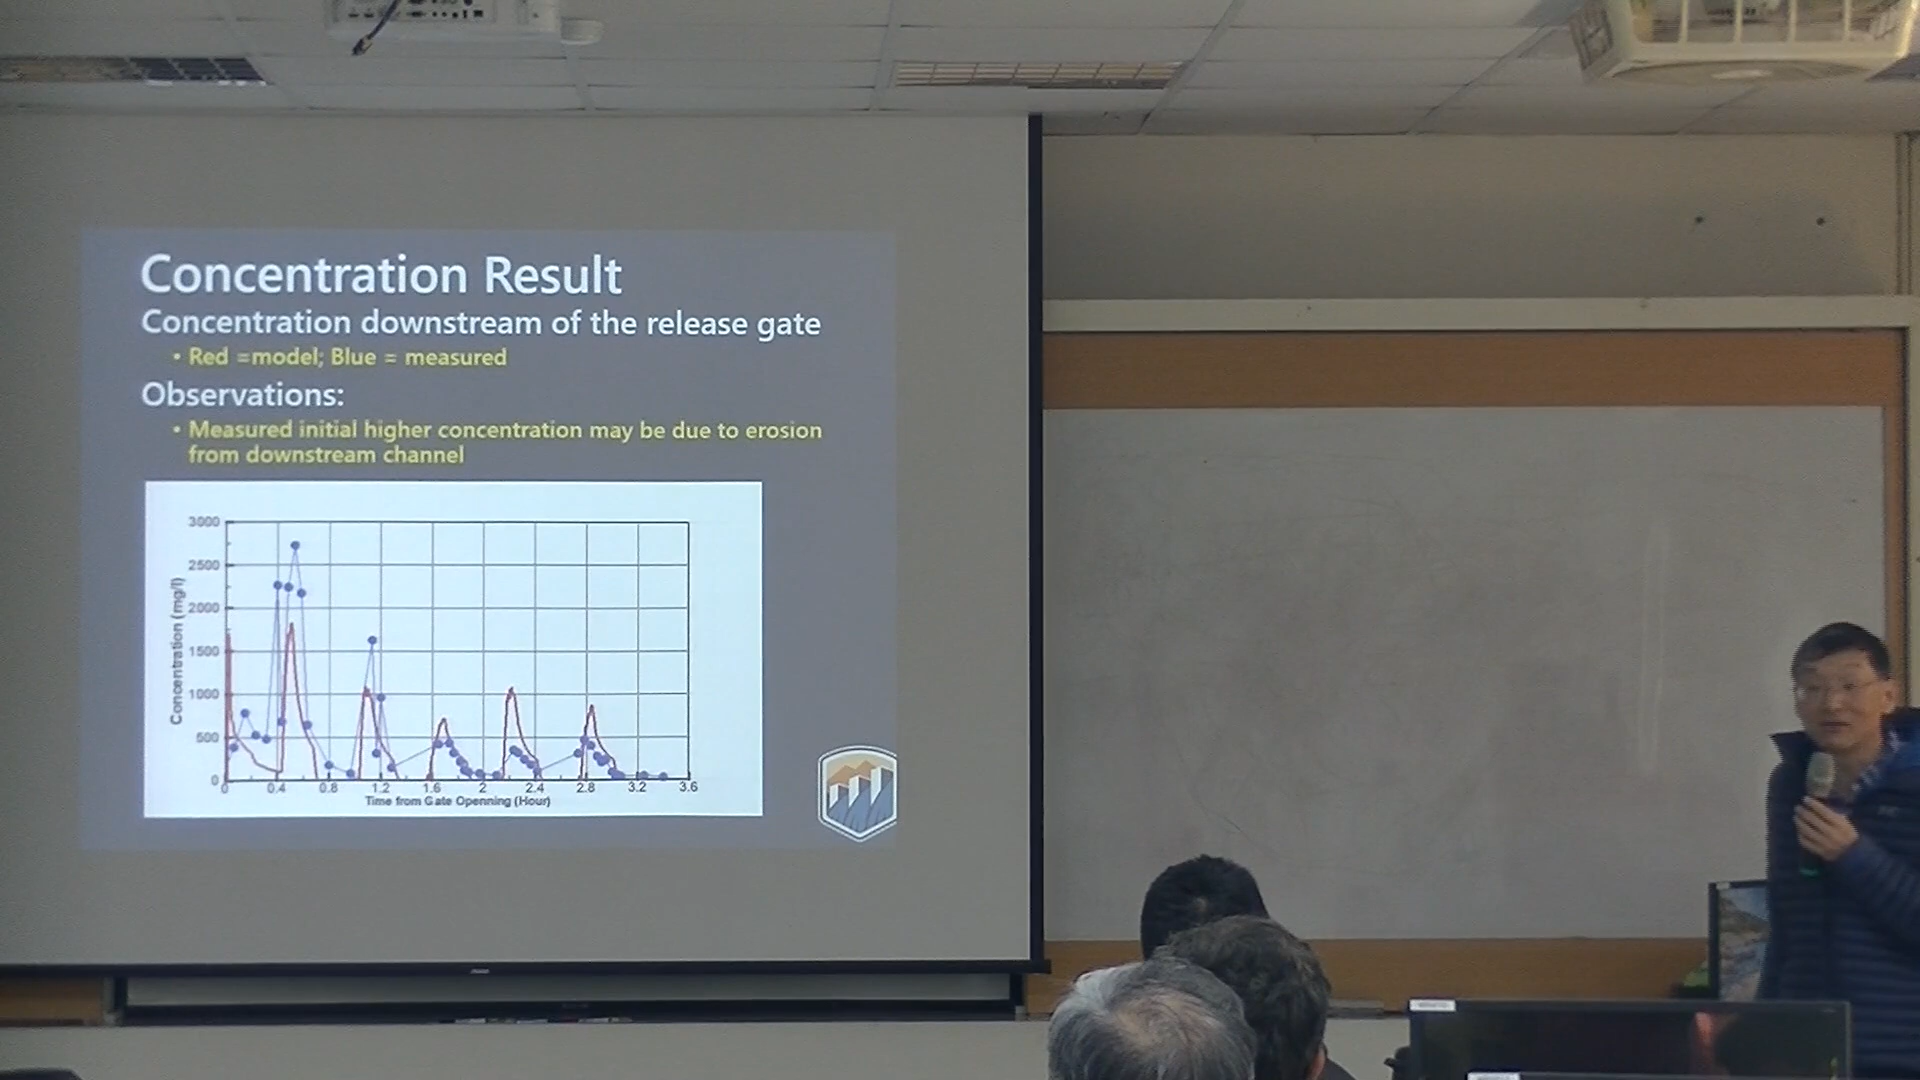 Concentration Result
Concentration downstream of the release gate
• Red =model; Blue = measured
Observations:
• Measured initial higher concentration may be due to erosion
from downstream channel
3000
2500
2000
1500
1000
500
0
Concentration (mg/l)
0 0.4 0.8 1.2 1.6 2 2.4 2.8 3.2 3.6
Time from Gate Openning (Hour)